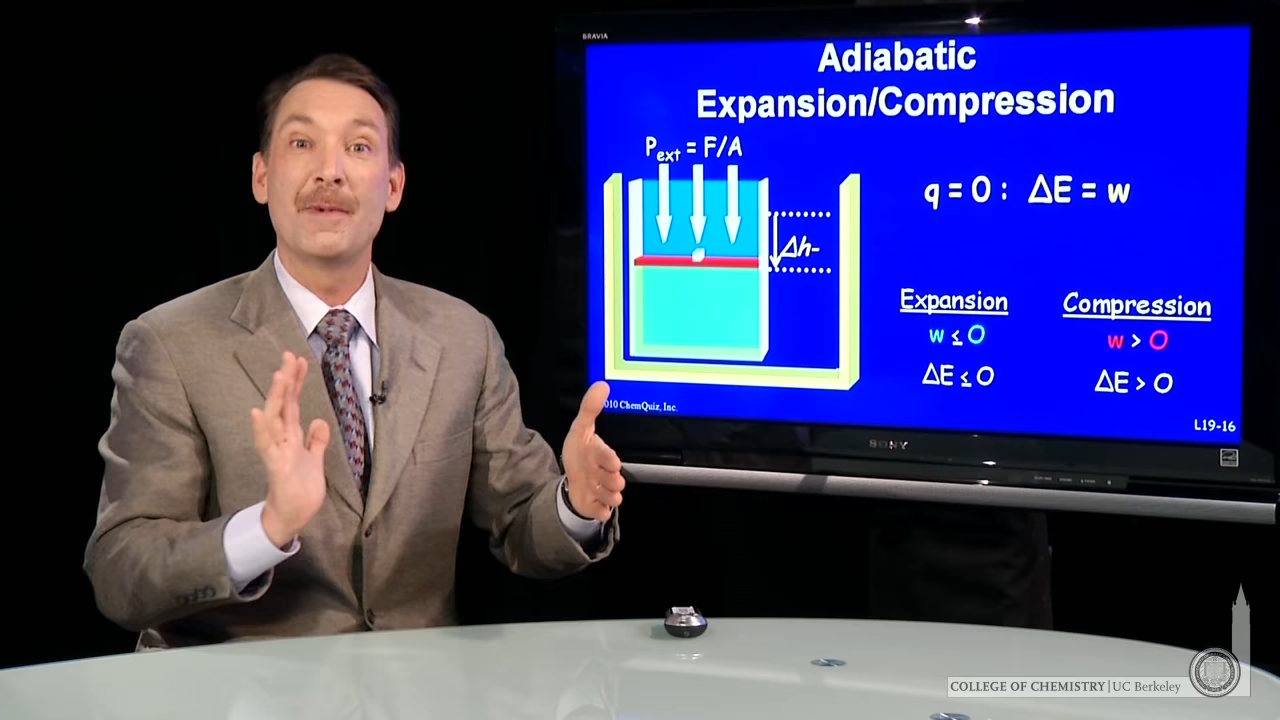 BRAVIA
Adiabatic
Expansion/Compression
Pext = F/A
q = 0 : ΔE = w
Δh-
Expansion
Compression
w ≤ 0
w > 0
ΔE ≤ 0
ΔE > 0
010 ChemQuiz, Inc.
L19-16
SONY
COLLEGE OF CHEMISTRY | UC Berkeley